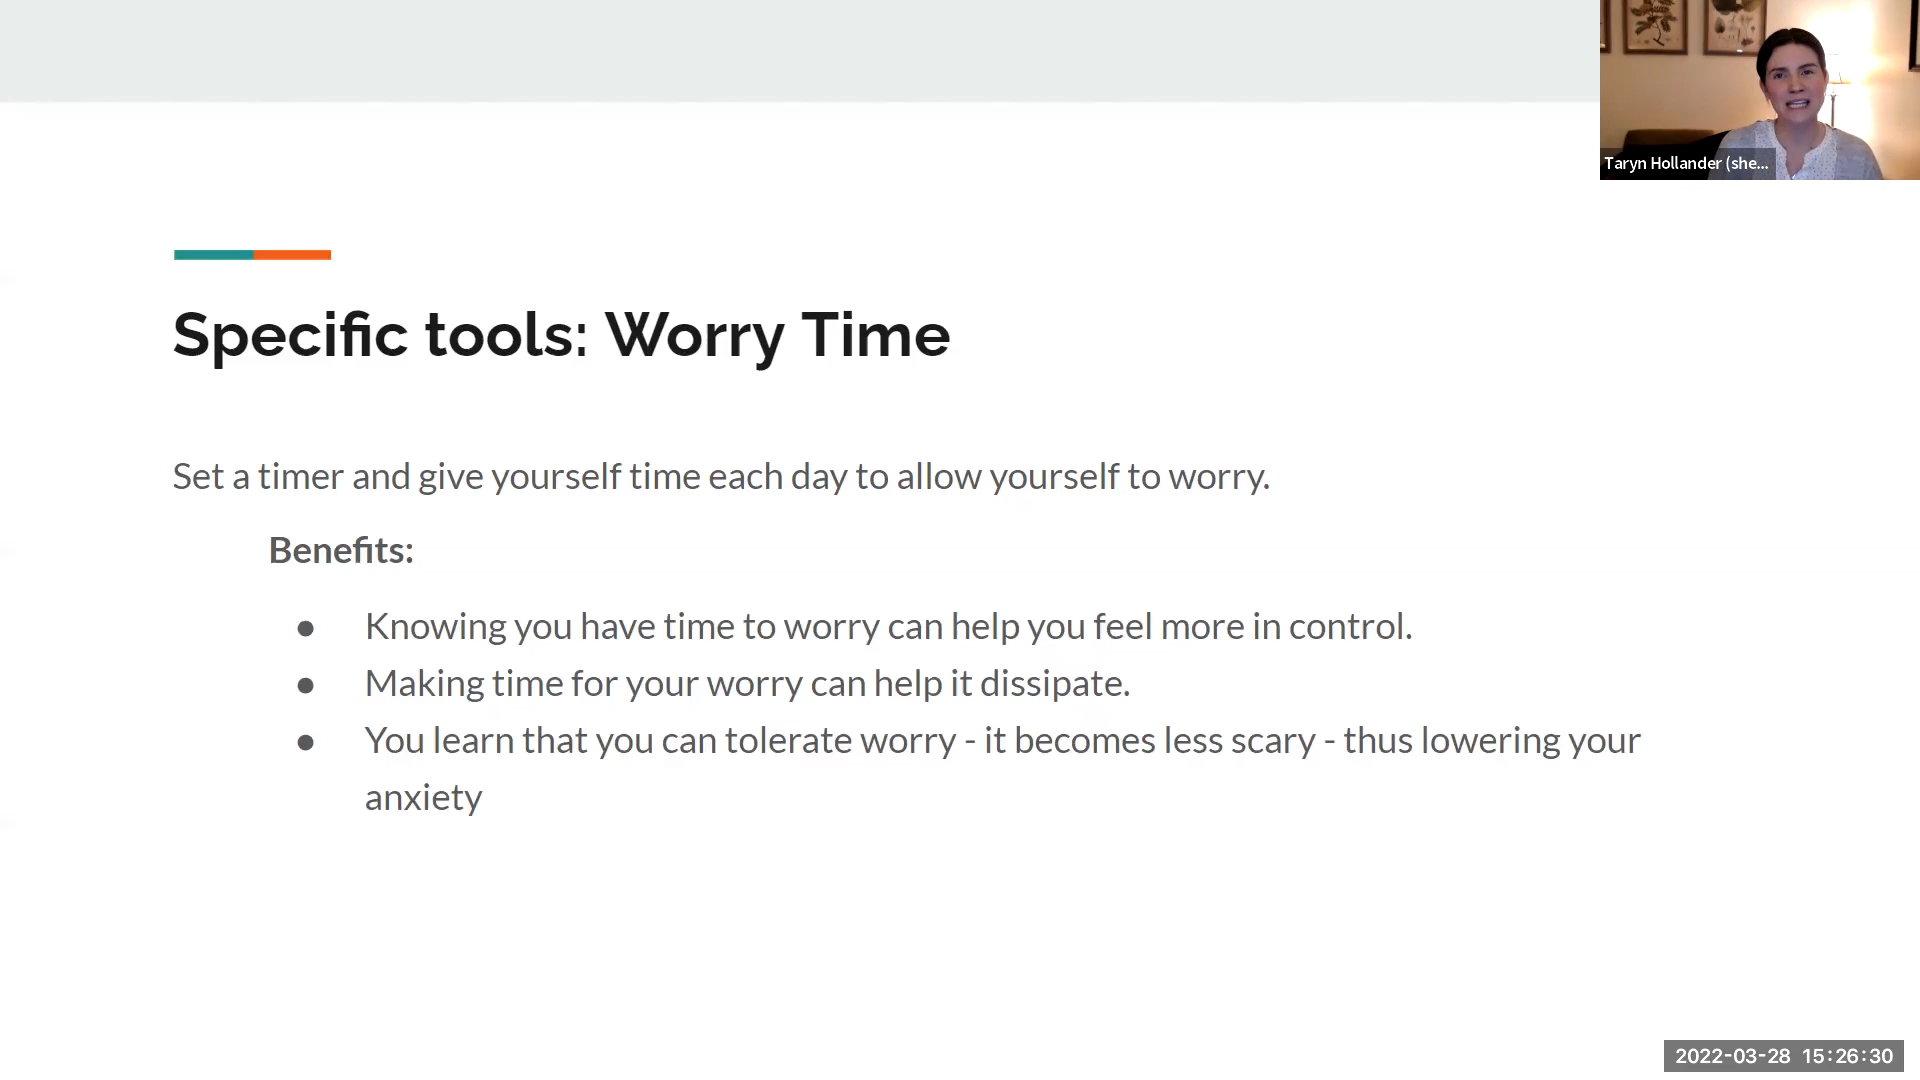 Taryn Hollander (she...
Specific tools: Worry Time
Set a timer and give yourself time each day to allow yourself to worry.
Benefits:
● Knowing you have time to worry can help you feel more in control.
● Making time for your worry can help it dissipate.
● You learn that you can tolerate worry - it becomes less scary - thus lowering your
anxiety
2022-03-28 15:26:30